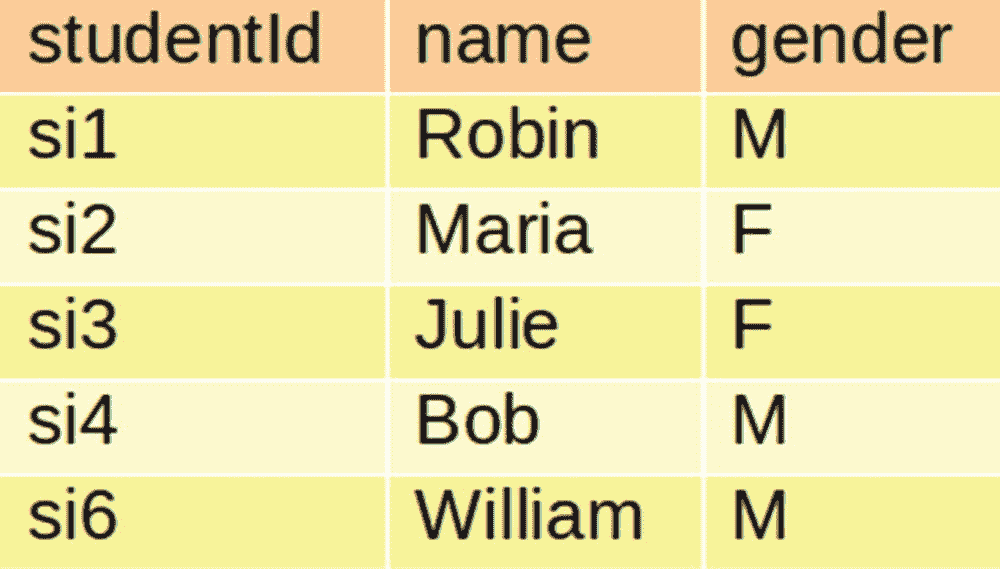 studentId name gender
si1 Robin M
si2 Maria F
si3 Julie F
si4 Bob M
si6 William M